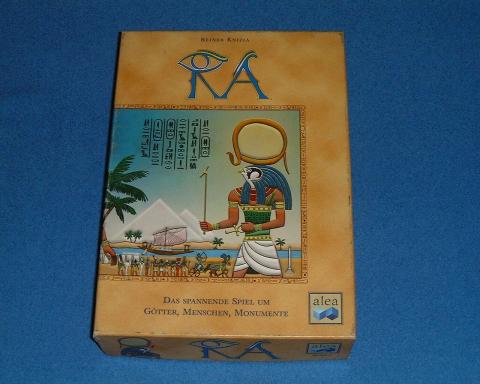 REINER KNIZIA
RA
DAS SPANNENDE SPIEL UM
GÖTTER, MENSCHEN, MONUMENTE
alea
RA